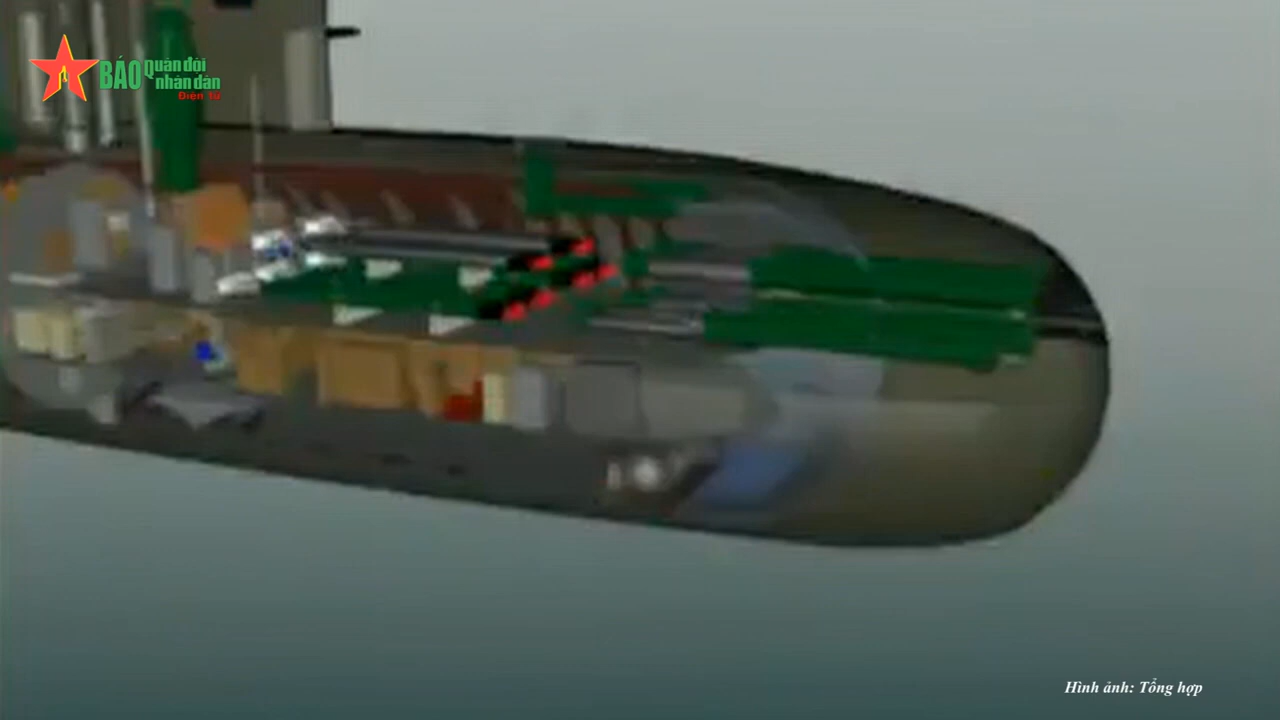 BÁO Quân đội
nhân dân
Điện tử
Hình ảnh: Tổng hợp